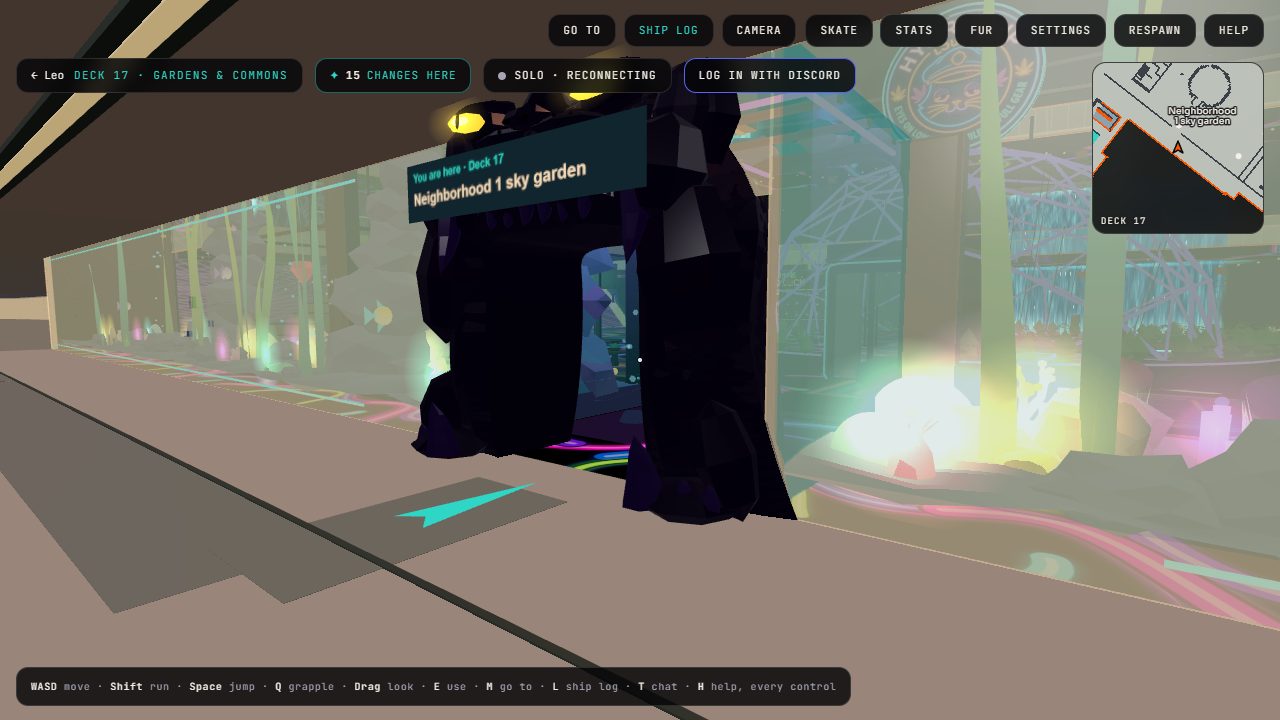 GO TO
SHIP LOG
CAMERA
SKATE
STATS
FUR
SETTINGS
RESPAWN
HELP
← Leo DECK 17 · GARDENS & COMMONS
✦ 15 CHANGES HERE
SOLO · RECONNECTING
LOG IN WITH DISCORD
Neighborhood
1 sky garden
DECK 17
You are here · Deck 17
Neighborhood 1 sky garden
WASD move · Shift run · Space jump · Q grapple · Drag look · E use · M go to · L ship log · T chat · H help, every control